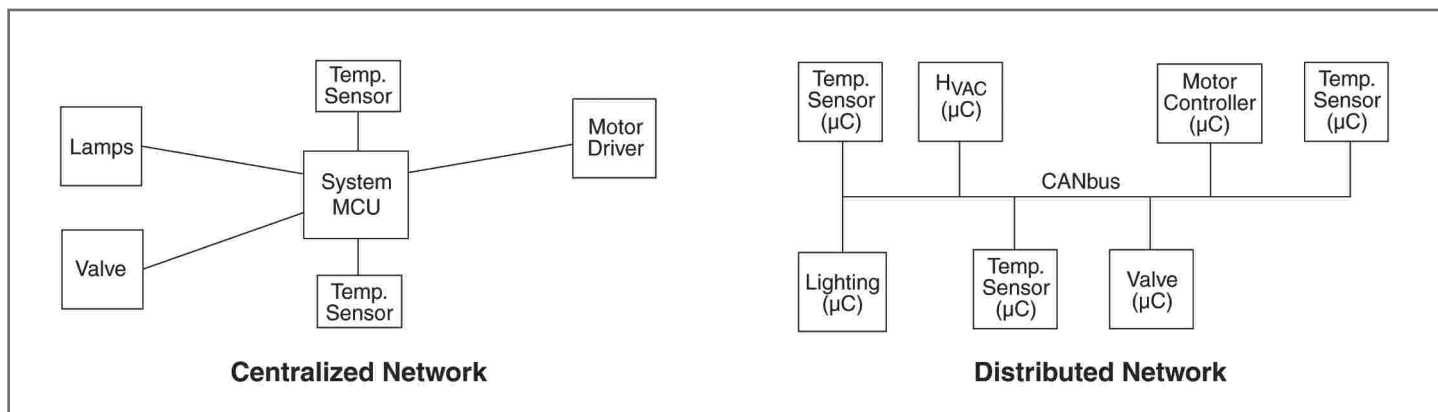 Temp.
Sensor
Lamps
System
MCU
Motor
Driver
Valve
Temp.
Sensor
Centralized Network
Temp.
Sensor
(µC)
HVAC
(µC)
Motor
Controller
(µC)
Temp.
Sensor
(µC)
CANbus
Lighting
(µC)
Temp.
Sensor
(µC)
Valve
(µC)
Distributed Network